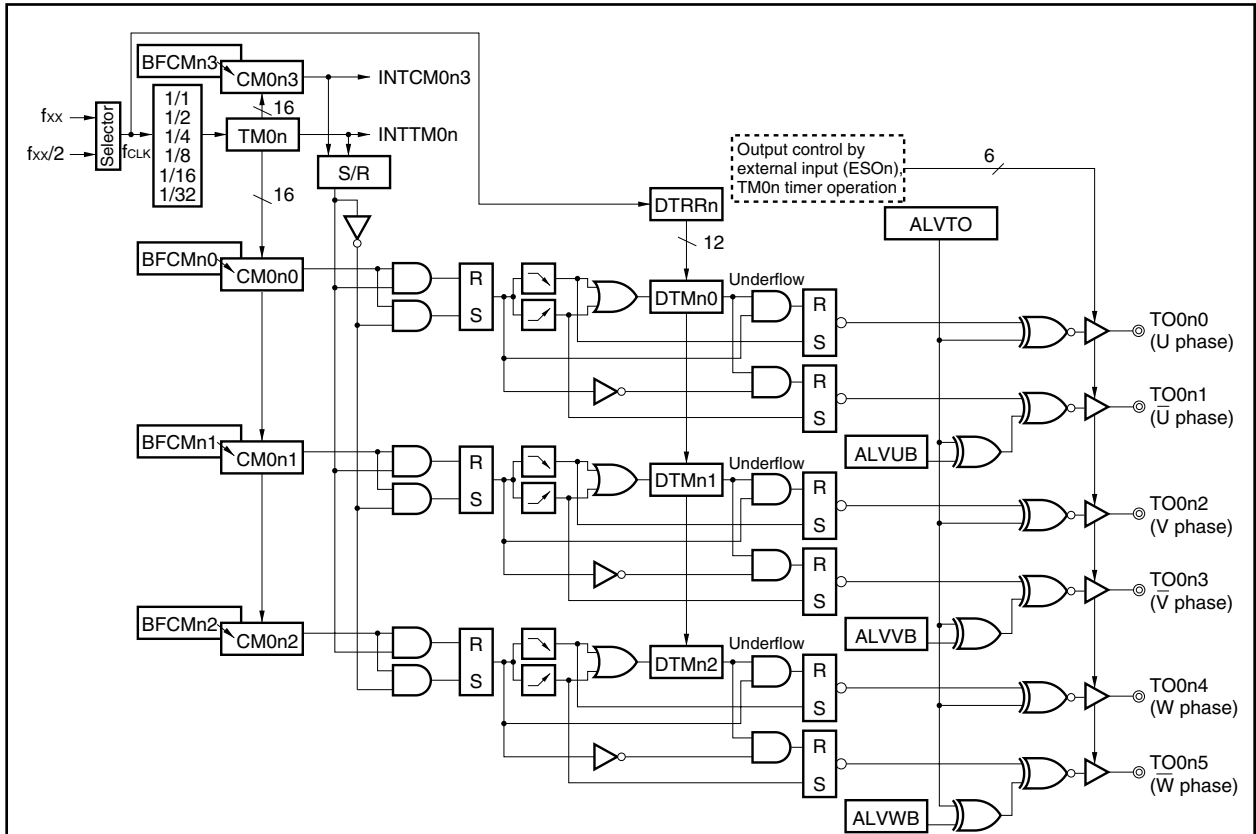 BFCMn3
CM0n3
INTCM0n3
fXX
fXX/2
Selector
fCLK
1/1
1/2
1/4
1/8
1/16
1/32
16
TM0n
INTTM0n
S/R
16
Output control by
external input (ESOn),
TM0n timer operation
6
DTRRn
12
ALVTO
BFCMn0
CM0n0
R
S
DTMn0
Underflow
R
S
TO0n0
(U phase)
R
S
TO0n1
(U̅ phase)
ALVUB
BFCMn1
CM0n1
R
S
DTMn1
Underflow
R
S
TO0n2
(V phase)
R
S
TO0n3
(V̅ phase)
ALVVB
BFCMn2
CM0n2
R
S
DTMn2
Underflow
R
S
TO0n4
(W phase)
R
S
TO0n5
(W̅ phase)
ALVWB